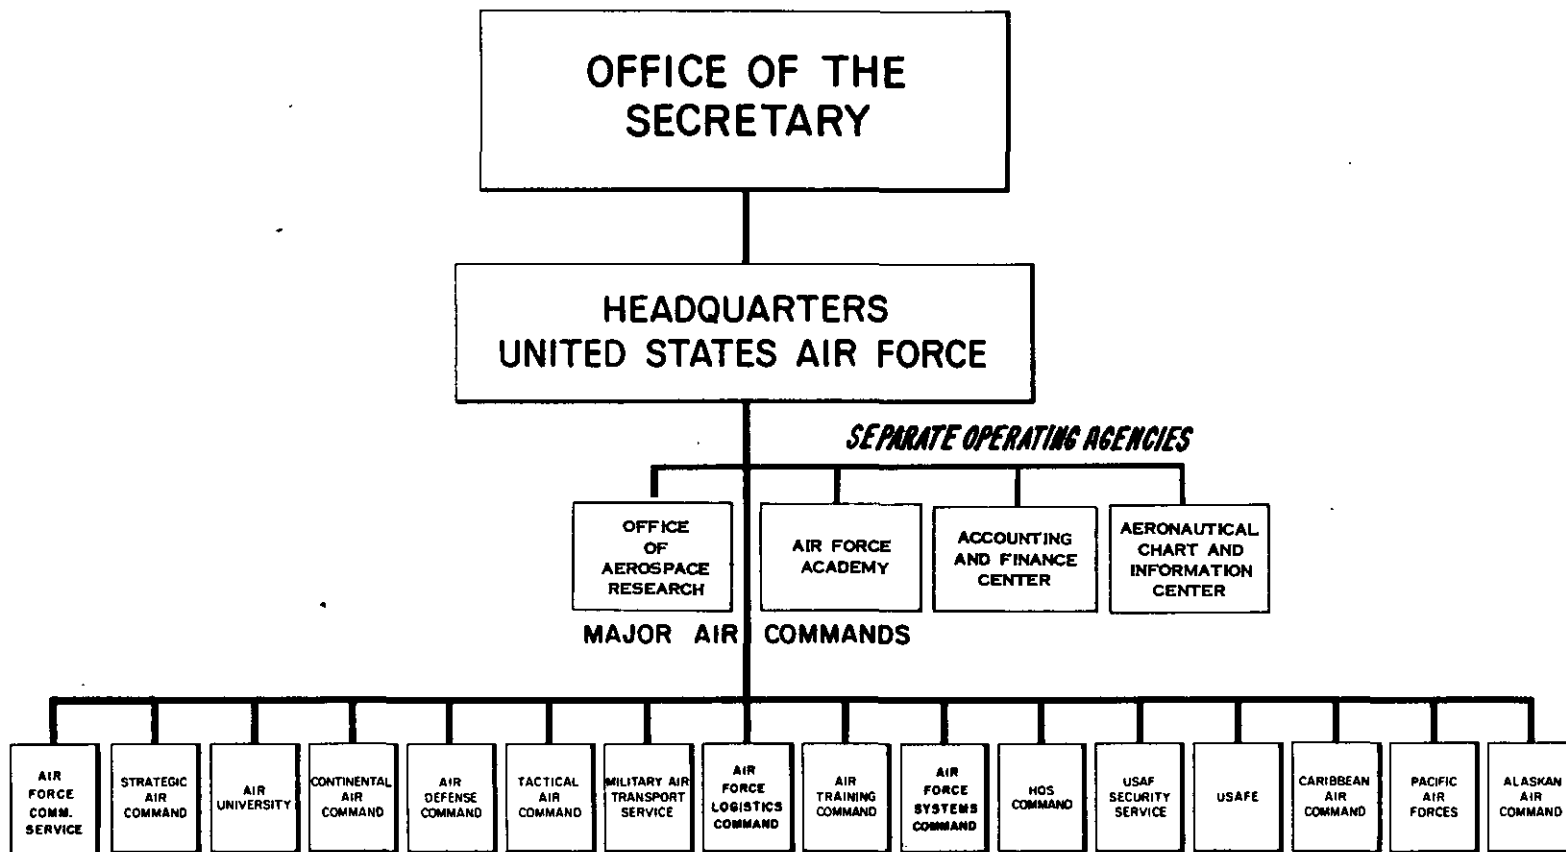 OFFICE OF THE
SECRETARY
HEADQUARTERS
UNITED STATES AIR FORCE
SEPARATE OPERATING AGENCIES
OFFICE
OF
AEROSPACE
RESEARCH
AIR FORCE
ACADEMY
ACCOUNTING
AND FINANCE
CENTER
AERONAUTICAL
CHART AND
INFORMATION
CENTER
MAJOR AIR COMMANDS
AIR
FORCE
COMM.
SERVICE
STRATEGIC
AIR
COMMAND
AIR
UNIVERSITY
CONTINENTAL
AIR
COMMAND
AIR
DEFENSE
COMMAND
TACTICAL
AIR
COMMAND
MILITARY AIR
TRANSPORT
SERVICE
AIR
FORCE
LOGISTICS
COMMAND
AIR
TRAINING
COMMAND
AIR
FORCE
SYSTEMS
COMMAND
HQS
COMMAND
USAF
SECURITY
SERVICE
USAFE
CARIBBEAN
AIR
COMMAND
PACIFIC
AIR
FORCES
ALASKAN
AIR
COMMAND